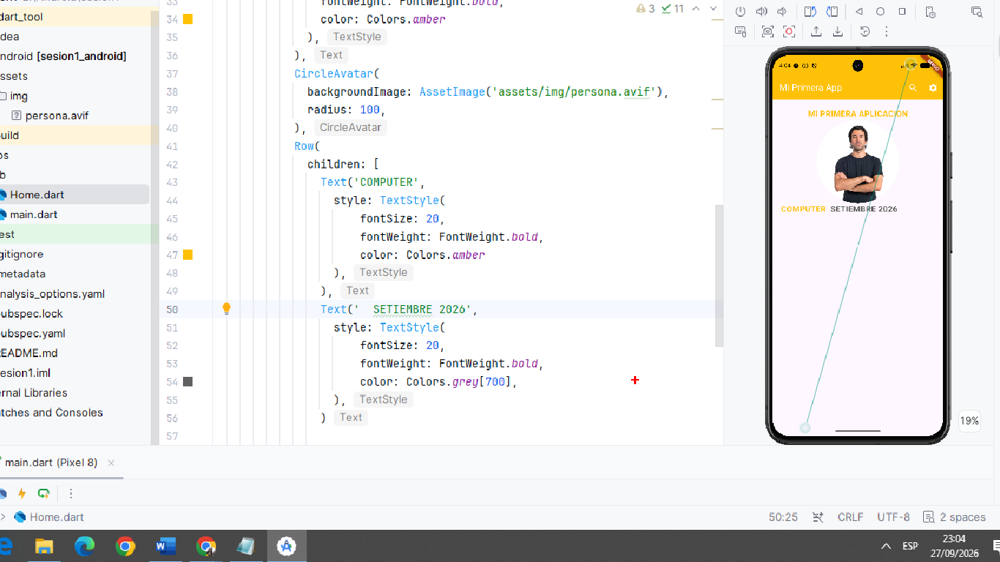 dart_tool
dea
ndroid [sesion1_android]
ssets
img
persona.avif
uild
os
b
Home.dart
main.dart
est
gitignore
metadata
nalysis_options.yaml
ubspec.lock
ubspec.yaml
EADME.md
esion1.iml
ernal Libraries
atches and Consoles
33 fontWeight: FontWeight.bold,
34 color: Colors.amber
35 ), TextStyle
36 ), Text
37 CircleAvatar(
38 backgroundImage: AssetImage('assets/img/persona.avif'),
39 radius: 100,
40 ), CircleAvatar
41 Row(
42 children: [
43 Text('COMPUTER',
44 style: TextStyle(
45 fontSize: 20,
46 fontWeight: FontWeight.bold,
47 color: Colors.amber
48 ), TextStyle
49 ), Text
50 Text('  SETIEMBRE 2026',
51 style: TextStyle(
52 fontSize: 20,
53 fontWeight: FontWeight.bold,
54 color: Colors.grey[700],
55 ), TextStyle
56 ) Text
57
3 11
4:04
DEBUG
Mi Primera App
MI PRIMERA APLICACION
COMPUTER SETIEMBRE 2026
19%
main.dart (Pixel 8)
Home.dart
50:25 CRLF UTF-8 2 spaces
ESP
23:04
27/09/2026